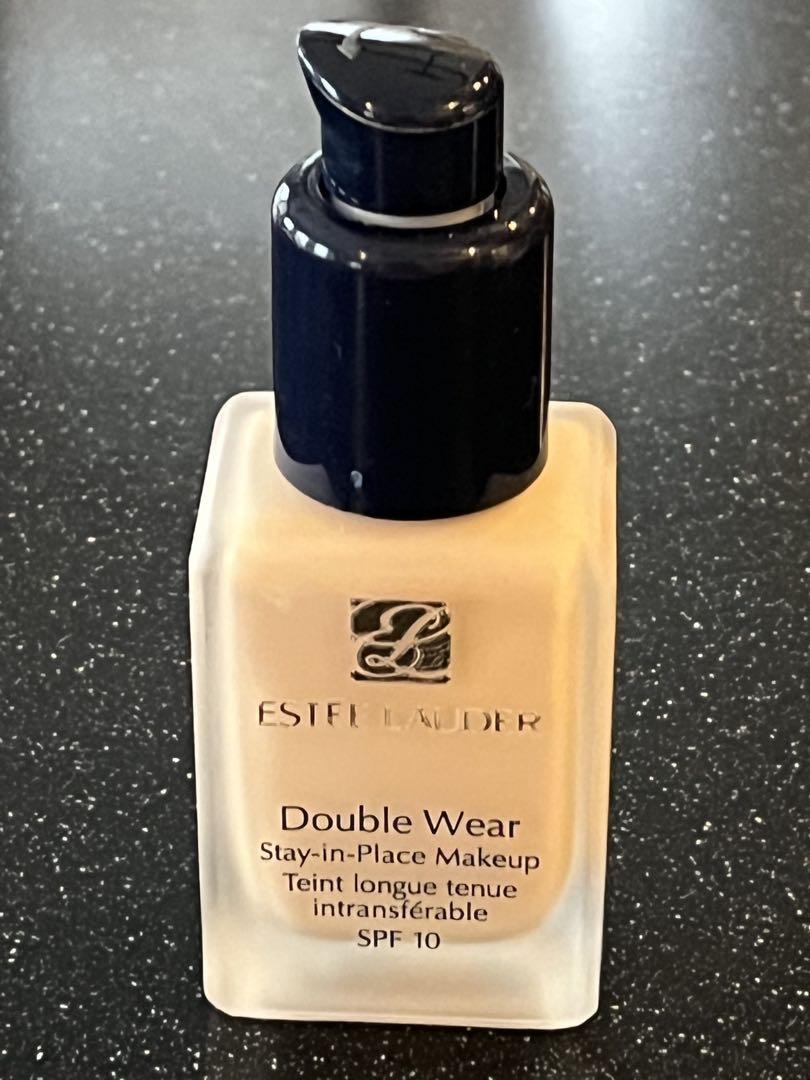 ESTEE LAUDER
Double Wear
Stay-in-Place Makeup
Teint longue tenue
intransférable
SPF 10